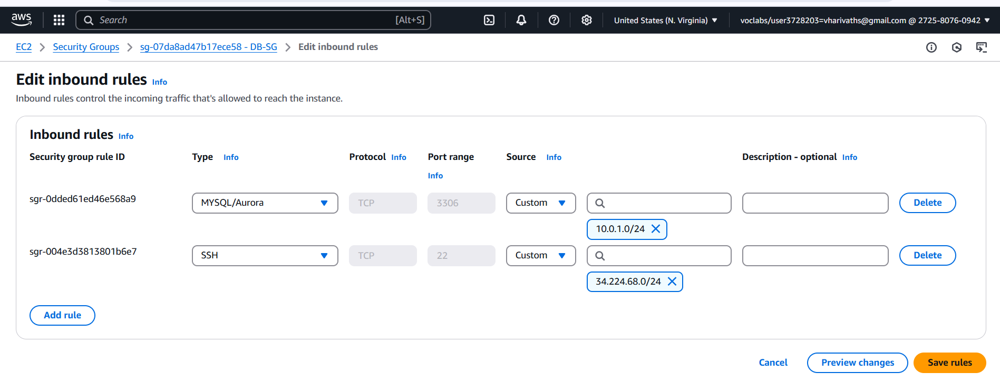 aws
Search [Alt+S]
United States (N. Virginia)
voclabs/user3728203=vharivaths@gmail.com @ 2725-8076-0942
EC2 > Security Groups > sg-07da8ad47b17ece58 - DB-SG > Edit inbound rules
Edit inbound rules Info
Inbound rules control the incoming traffic that's allowed to reach the instance.
Inbound rules Info
Security group rule ID Type Info Protocol Info Port range Info Source Info Description - optional Info
sgr-0dded61ed46e568a9 MYSQL/Aurora TCP 3306 Custom Delete
10.0.1.0/24
sgr-004e3d3813801b6e7 SSH TCP 22 Custom Delete
34.224.68.0/24
Add rule
Cancel Preview changes Save rules